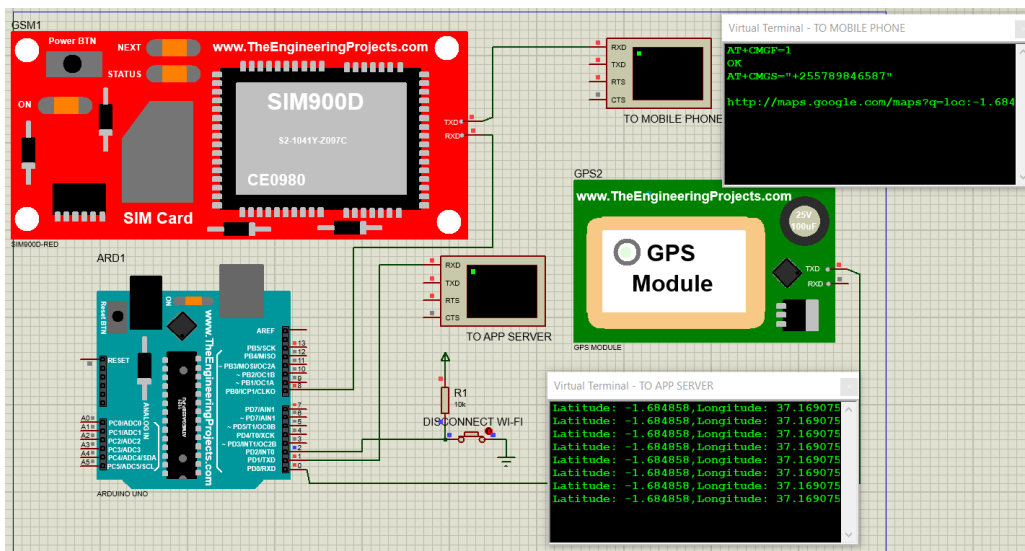 GSM1
Power BTN
NEXT
www.TheEngineeringProjects.com
STATUS
ON
SIM900D
S2-1041Y-Z097C
CE0980
SIM Card
TXD
RXD
SIM900D-RED
RXD
TXD
RTS
CTS
TO MOBILE PHONE
Virtual Terminal - TO MOBILE PHONE
AT+CMGF=1
OK
AT+CMGS="+255789846587"
http://maps.google.com/maps?q=loc:-1.684
GPS2
www.TheEngineeringProjects.com
25V
100uF
GPS
Module
TXD
RXD
GPS MODULE
ARD1
Reset BTN
ON
www.TheEngineeringProjects.com
ANALOG IN
RESET
AREF
PB5/SCK 13
PB4/MISO 12
~ PB3/MOSI/OC2A 11
~ PB2/OC1B 10
~ PB1/OC1A 9
PB0/ICP1/CLKO 8
PD7/AIN1 7
~ PD7/AIN1 6
~ PD5/T1/OC0B 5
PD4/T0/XCK 4
~ PD3/INT1/OC2B 3
PD2/INT0 2
PD1/TXD 1
PD0/RXD 0
A0 PC0/ADC0
A1 PC1/ADC1
A2 PC2/ADC2
A3 PC3/ADC3
A4 PC4/ADC4/SDA
A5 PC5/ADC5/SCL
ARDUINO UNO
RXD
TXD
RTS
CTS
TO APP SERVER
R1
10k
DISCONNECT WI-FI
Virtual Terminal - TO APP SERVER
Latitude: -1.684858,Longitude: 37.169075
Latitude: -1.684858,Longitude: 37.169075
Latitude: -1.684858,Longitude: 37.169075
Latitude: -1.684858,Longitude: 37.169075
Latitude: -1.684858,Longitude: 37.169075
Latitude: -1.684858,Longitude: 37.169075
Latitude: -1.684858,Longitude: 37.169075
Latitude: -1.684858,Longitude: 37.169075